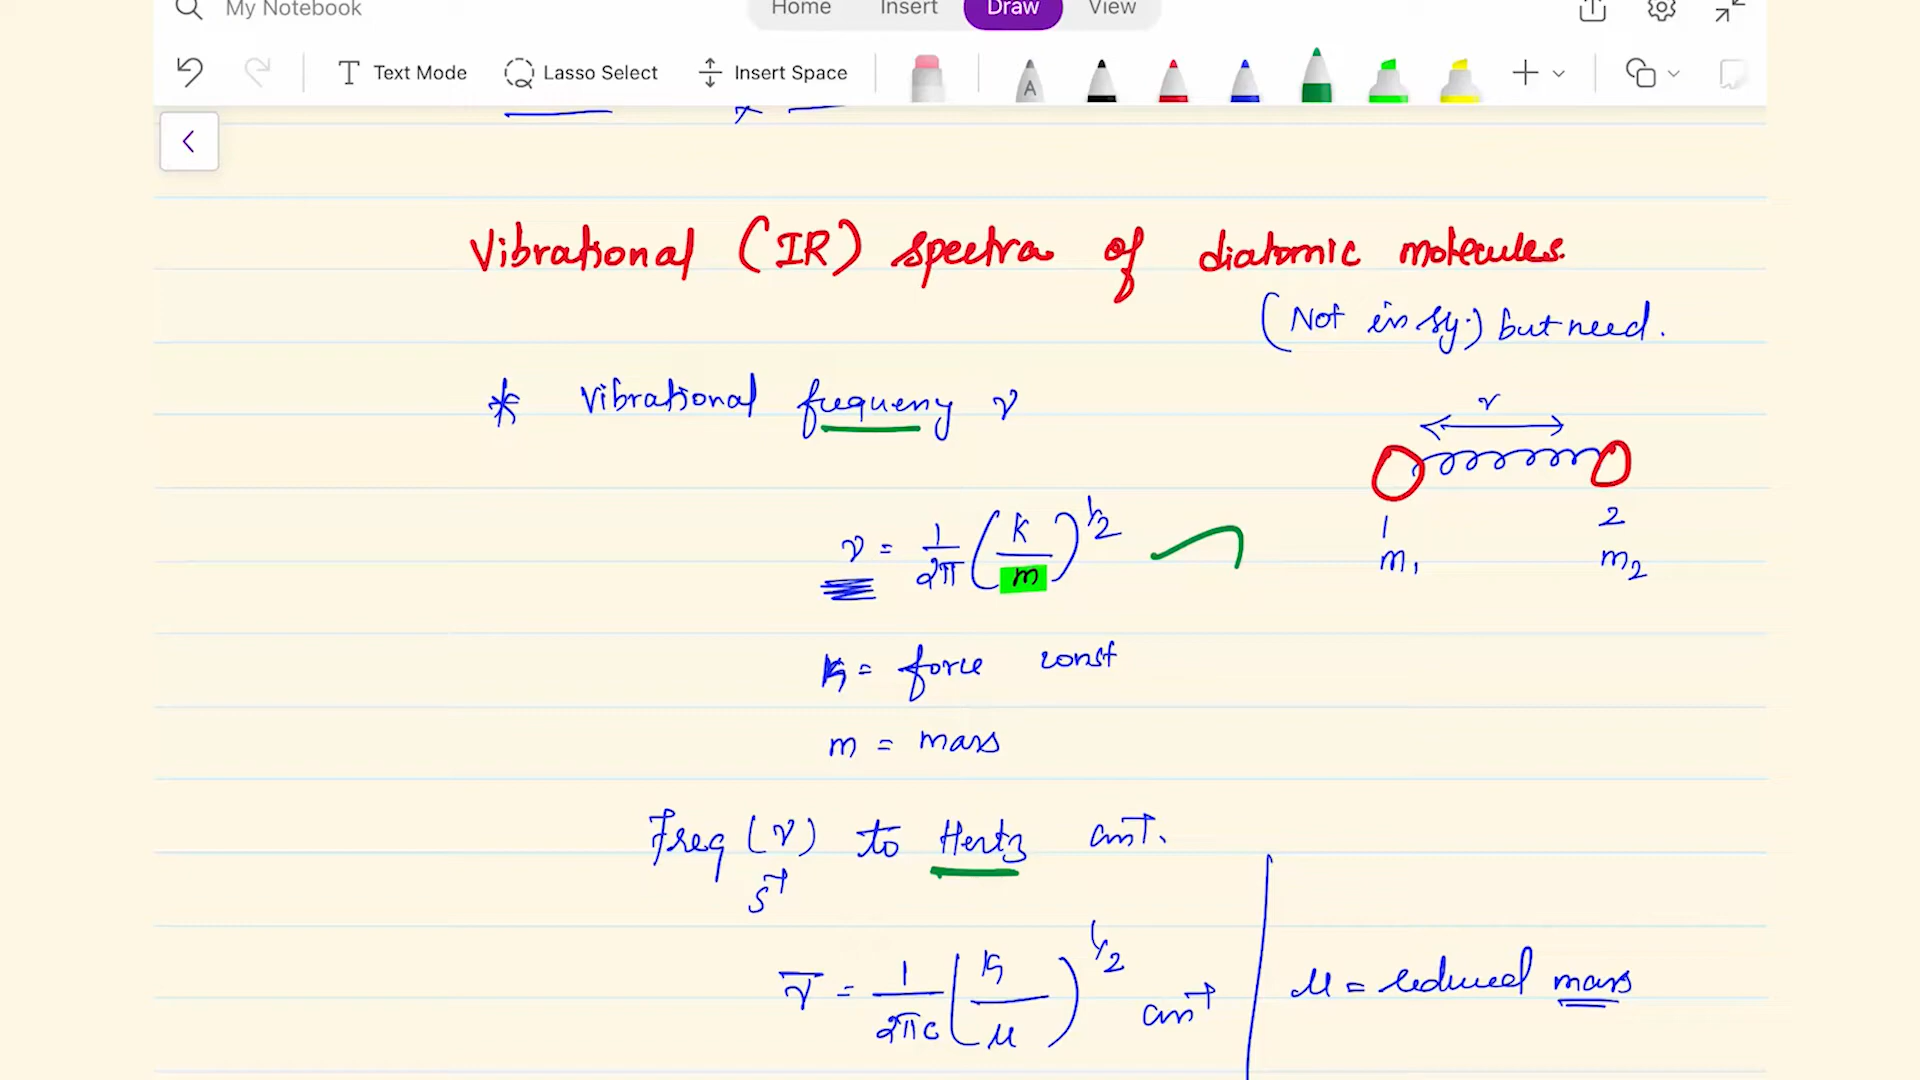 My Notebook
Home Insert Draw View
Text Mode Lasso Select Insert Space
A
Vibrational (IR) spectra of diatomic molecules.
(Not in sy.) but need.
* Vibrational frequency ν
r
1 2
m₁ m₂
ν = 1/2π (k/m)^1/2
k = force const
m = mass
Freq (ν) to Hertz cm⁻¹.
s⁻¹
ν̅ = 1/2πc (k/μ)^1/2 cm⁻¹
μ = reduced mass